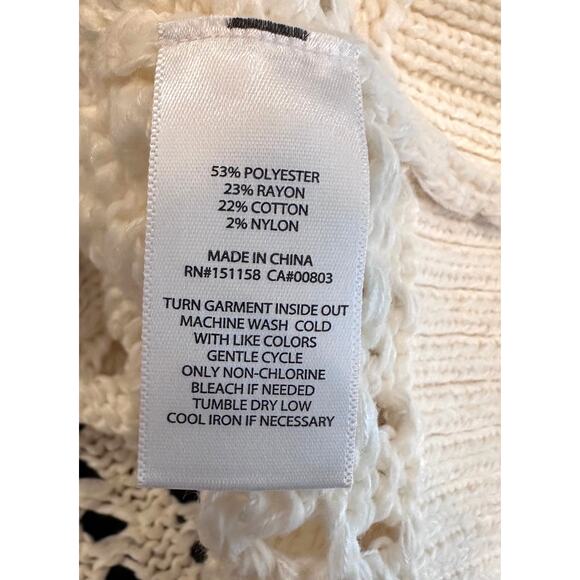 53% POLYESTER
23% RAYON
22% COTTON
2% NYLON
MADE IN CHINA
RN#151158 CA#00803
TURN GARMENT INSIDE OUT
MACHINE WASH COLD
WITH LIKE COLORS
GENTLE CYCLE
ONLY NON-CHLORINE
BLEACH IF NEEDED
TUMBLE DRY LOW
COOL IRON IF NECESSARY